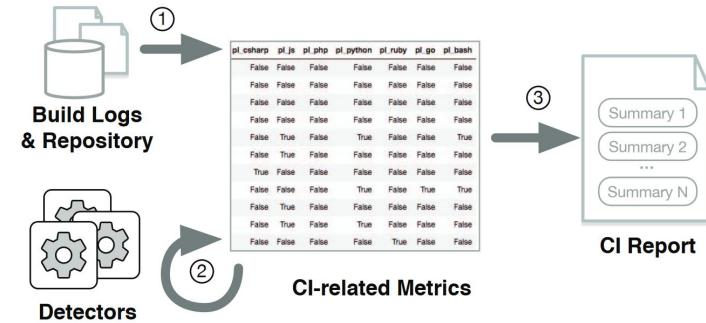 ①
Build Logs
& Repository
pl_csharp pl_js pl_php pl_python pl_ruby pl_go pl_bash
False False False False False False False
False False False False False False False
False False False False False False False
False False False False False False False
False True False True False False True
False True False False False False False
True False False False False False False
False False False True False True True
False True False False False False False
False True False True False False False
False False False False True False False
CI-related Metrics
②
Detectors
③
Summary 1
Summary 2
...
Summary N
CI Report